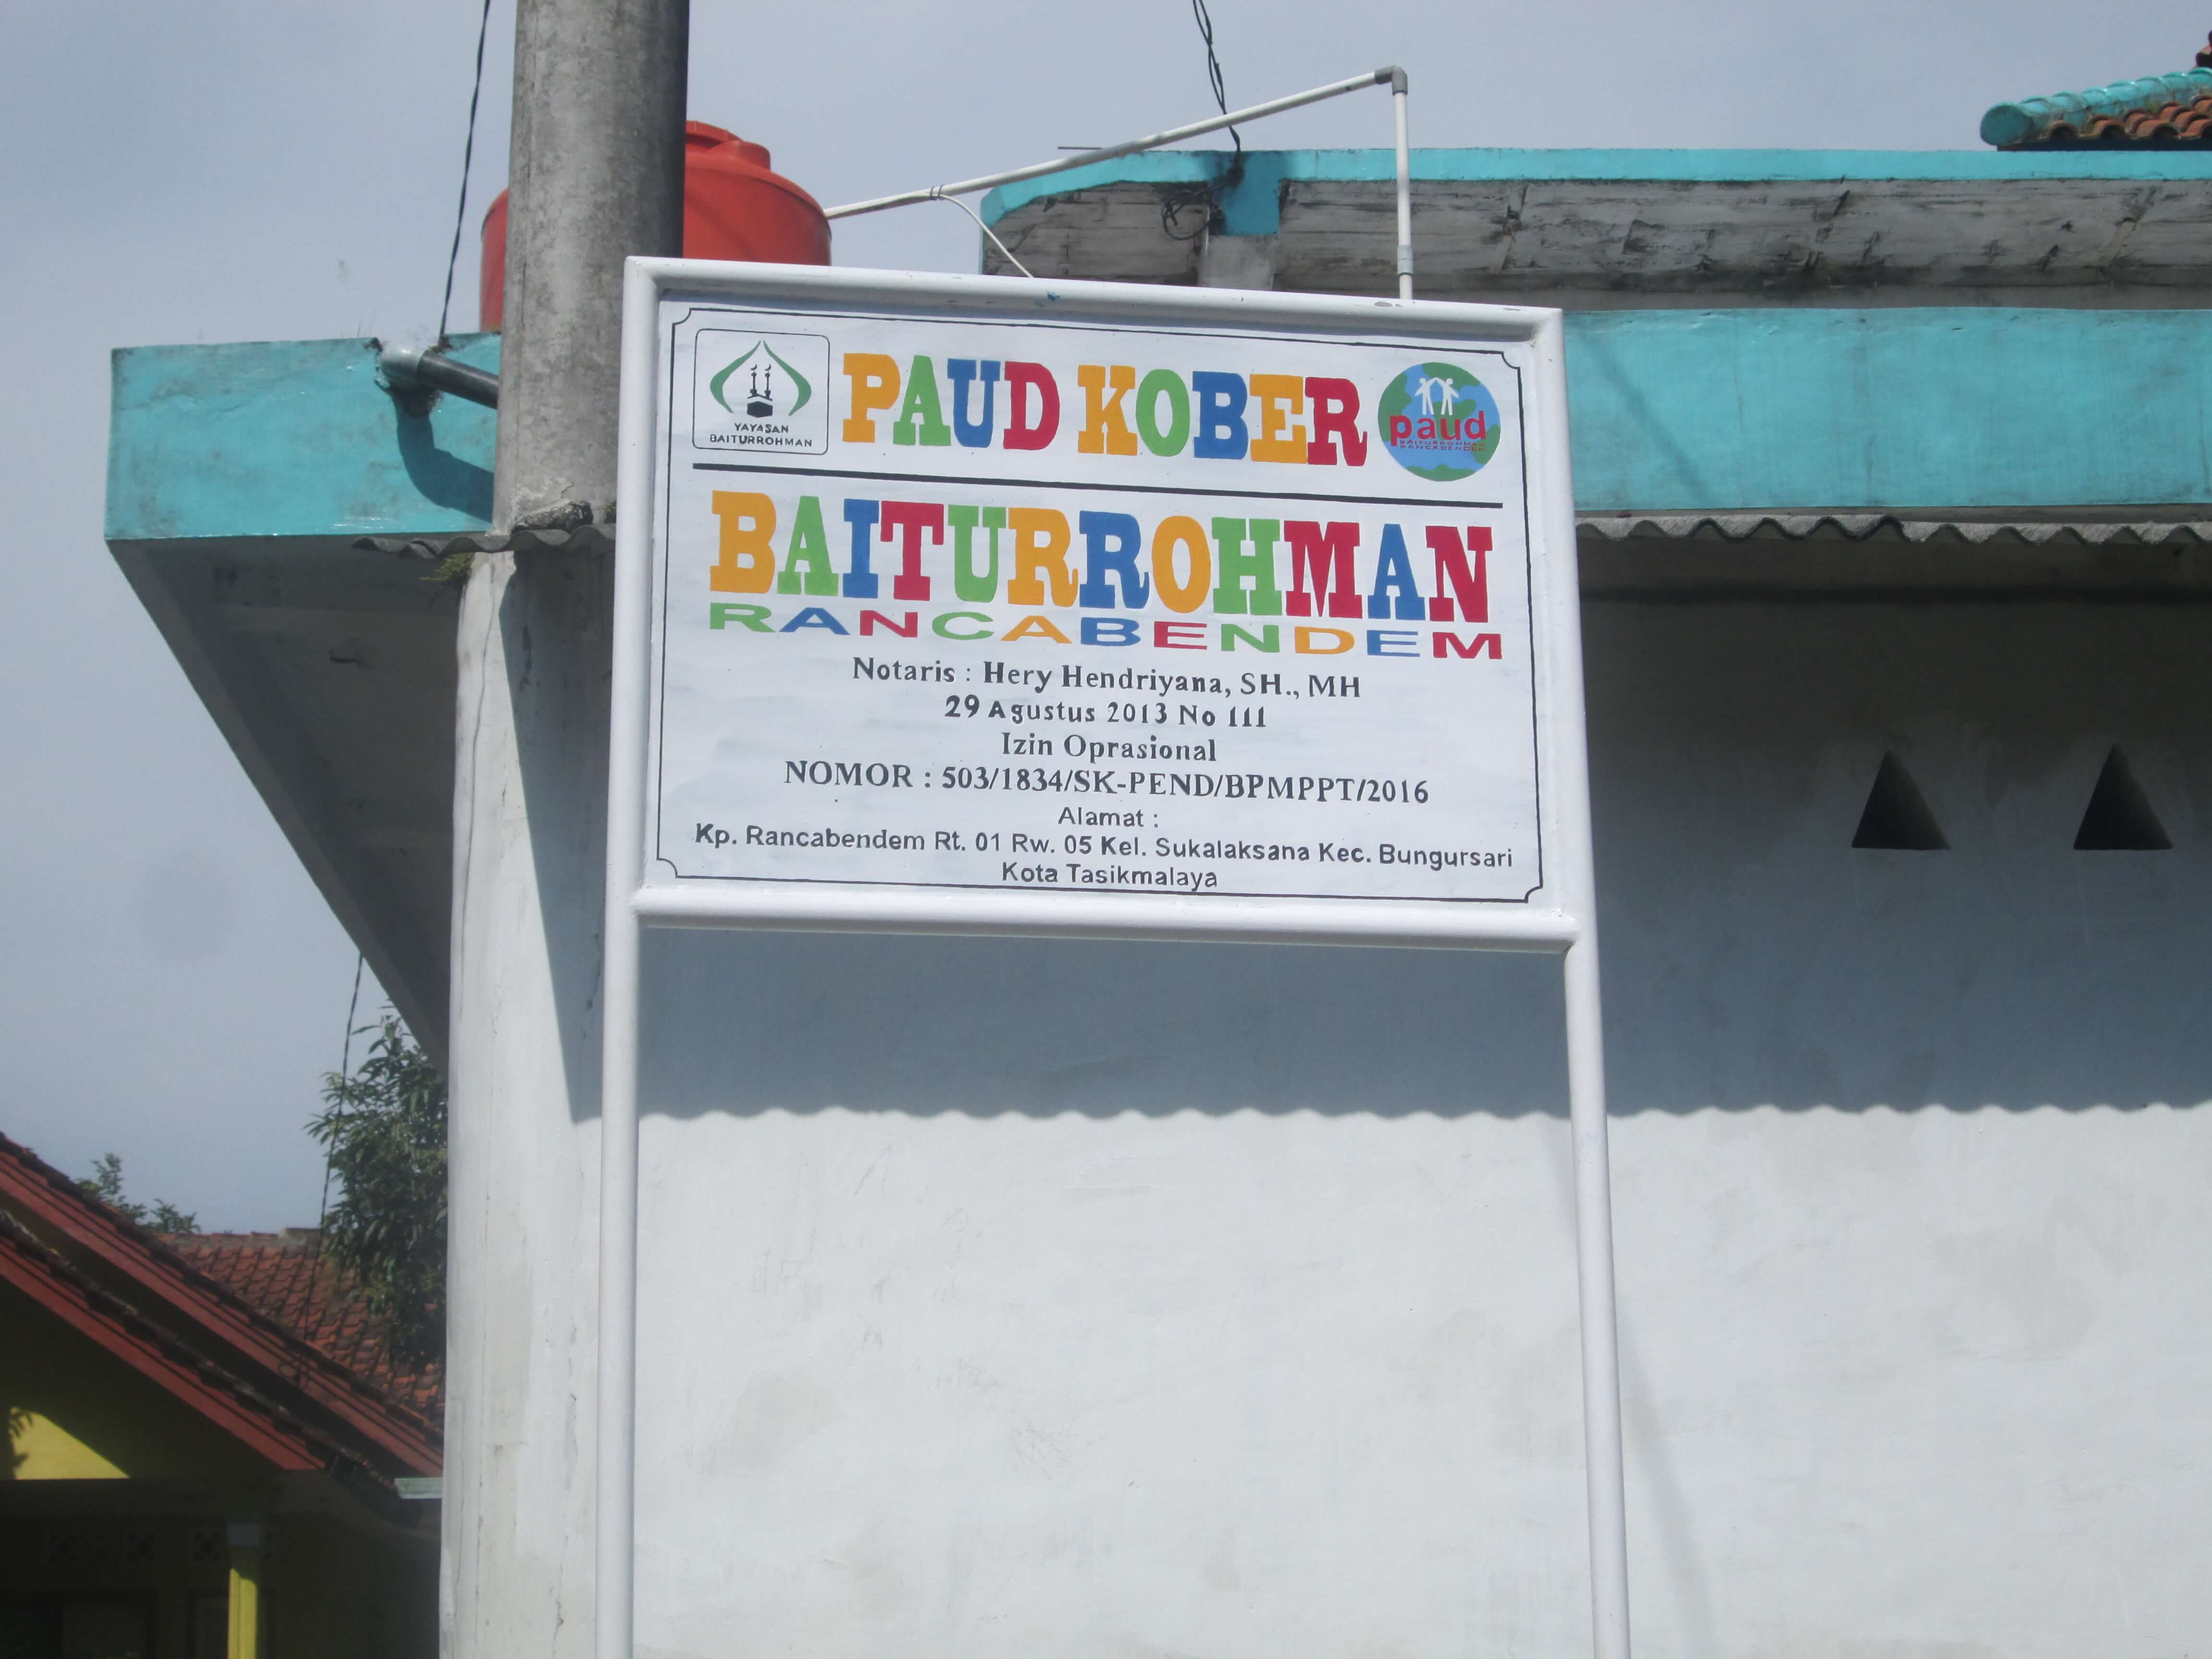 YAYASAN
BAITURROHMAN
PAUD KOBER
paud
BAITURROHMAN
RANCABENDEM
BAITURROHMAN
RANCABENDEM
Notaris : Hery Hendriyana, SH., MH
29 Agustus 2013 No 111
Izin Oprasional
NOMOR : 503/1834/SK-PEND/BPMPPT/2016
Alamat :
Kp. Rancabendem Rt. 01 Rw. 05 Kel. Sukalaksana Kec. Bungursari
Kota Tasikmalaya